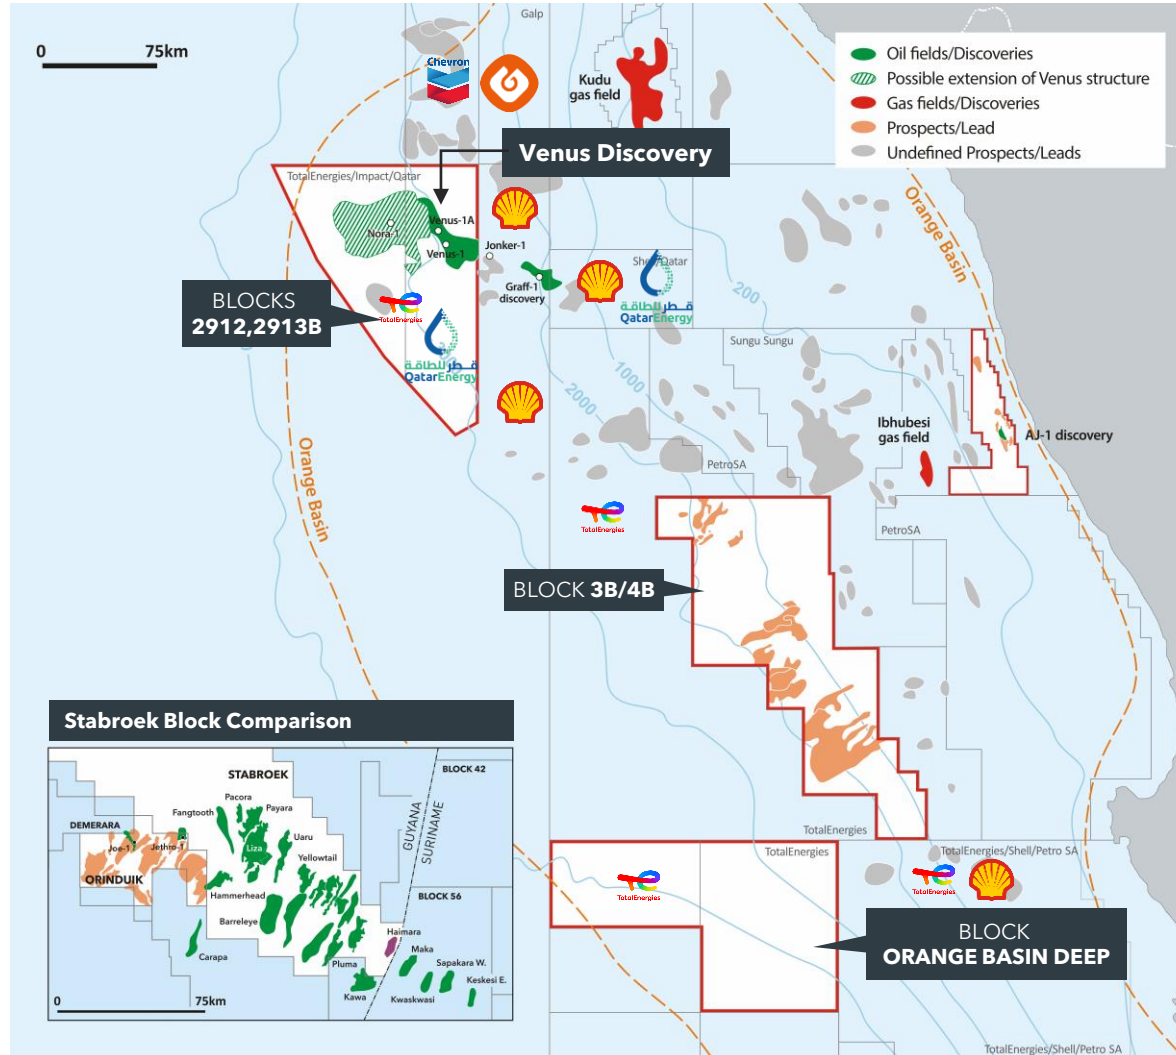 Galp
0 75km
Chevron
Kudu
gas field
Oil fields/Discoveries
Possible extension of Venus structure
Gas fields/Discoveries
Prospects/Lead
Undefined Prospects/Leads
Venus Discovery
TotalEnergies/Impact/Qatar
Orange Basin
Venus-1A
Nora-1
Venus-1
Jonker-1
Graff-1
discovery
Shell/Qatar
قطر للطاقة
QatarEnergy
200
BLOCKS
2912,2913B
TotalEnergies
قطر للطاقة
QatarEnergy
Sungu Sungu
1000
2000
Ibhubesi
gas field
AJ-1 discovery
Orange Basin
PetroSA
TotalEnergies
PetroSA
BLOCK 3B/4B
Stabroek Block Comparison
STABROEK
BLOCK 42
Pacora
Payara
Fangtooth
DEMERARA
Uaru
GUYANA
SURINAME
Joe-1
Jethro-1
Liza
Yellowtail
ORINDUIK
Hammerhead
BLOCK 56
Barreleye
Haimara
Carapa
Maka
Pluma
Sapakara W.
Keskesi E.
Kawa
Kwaskwasi
0 75km
TotalEnergies
TotalEnergies
TotalEnergies/Shell/Petro SA
TotalEnergies
TotalEnergies
BLOCK
ORANGE BASIN DEEP
TotalEnergies/Shell/Petro SA